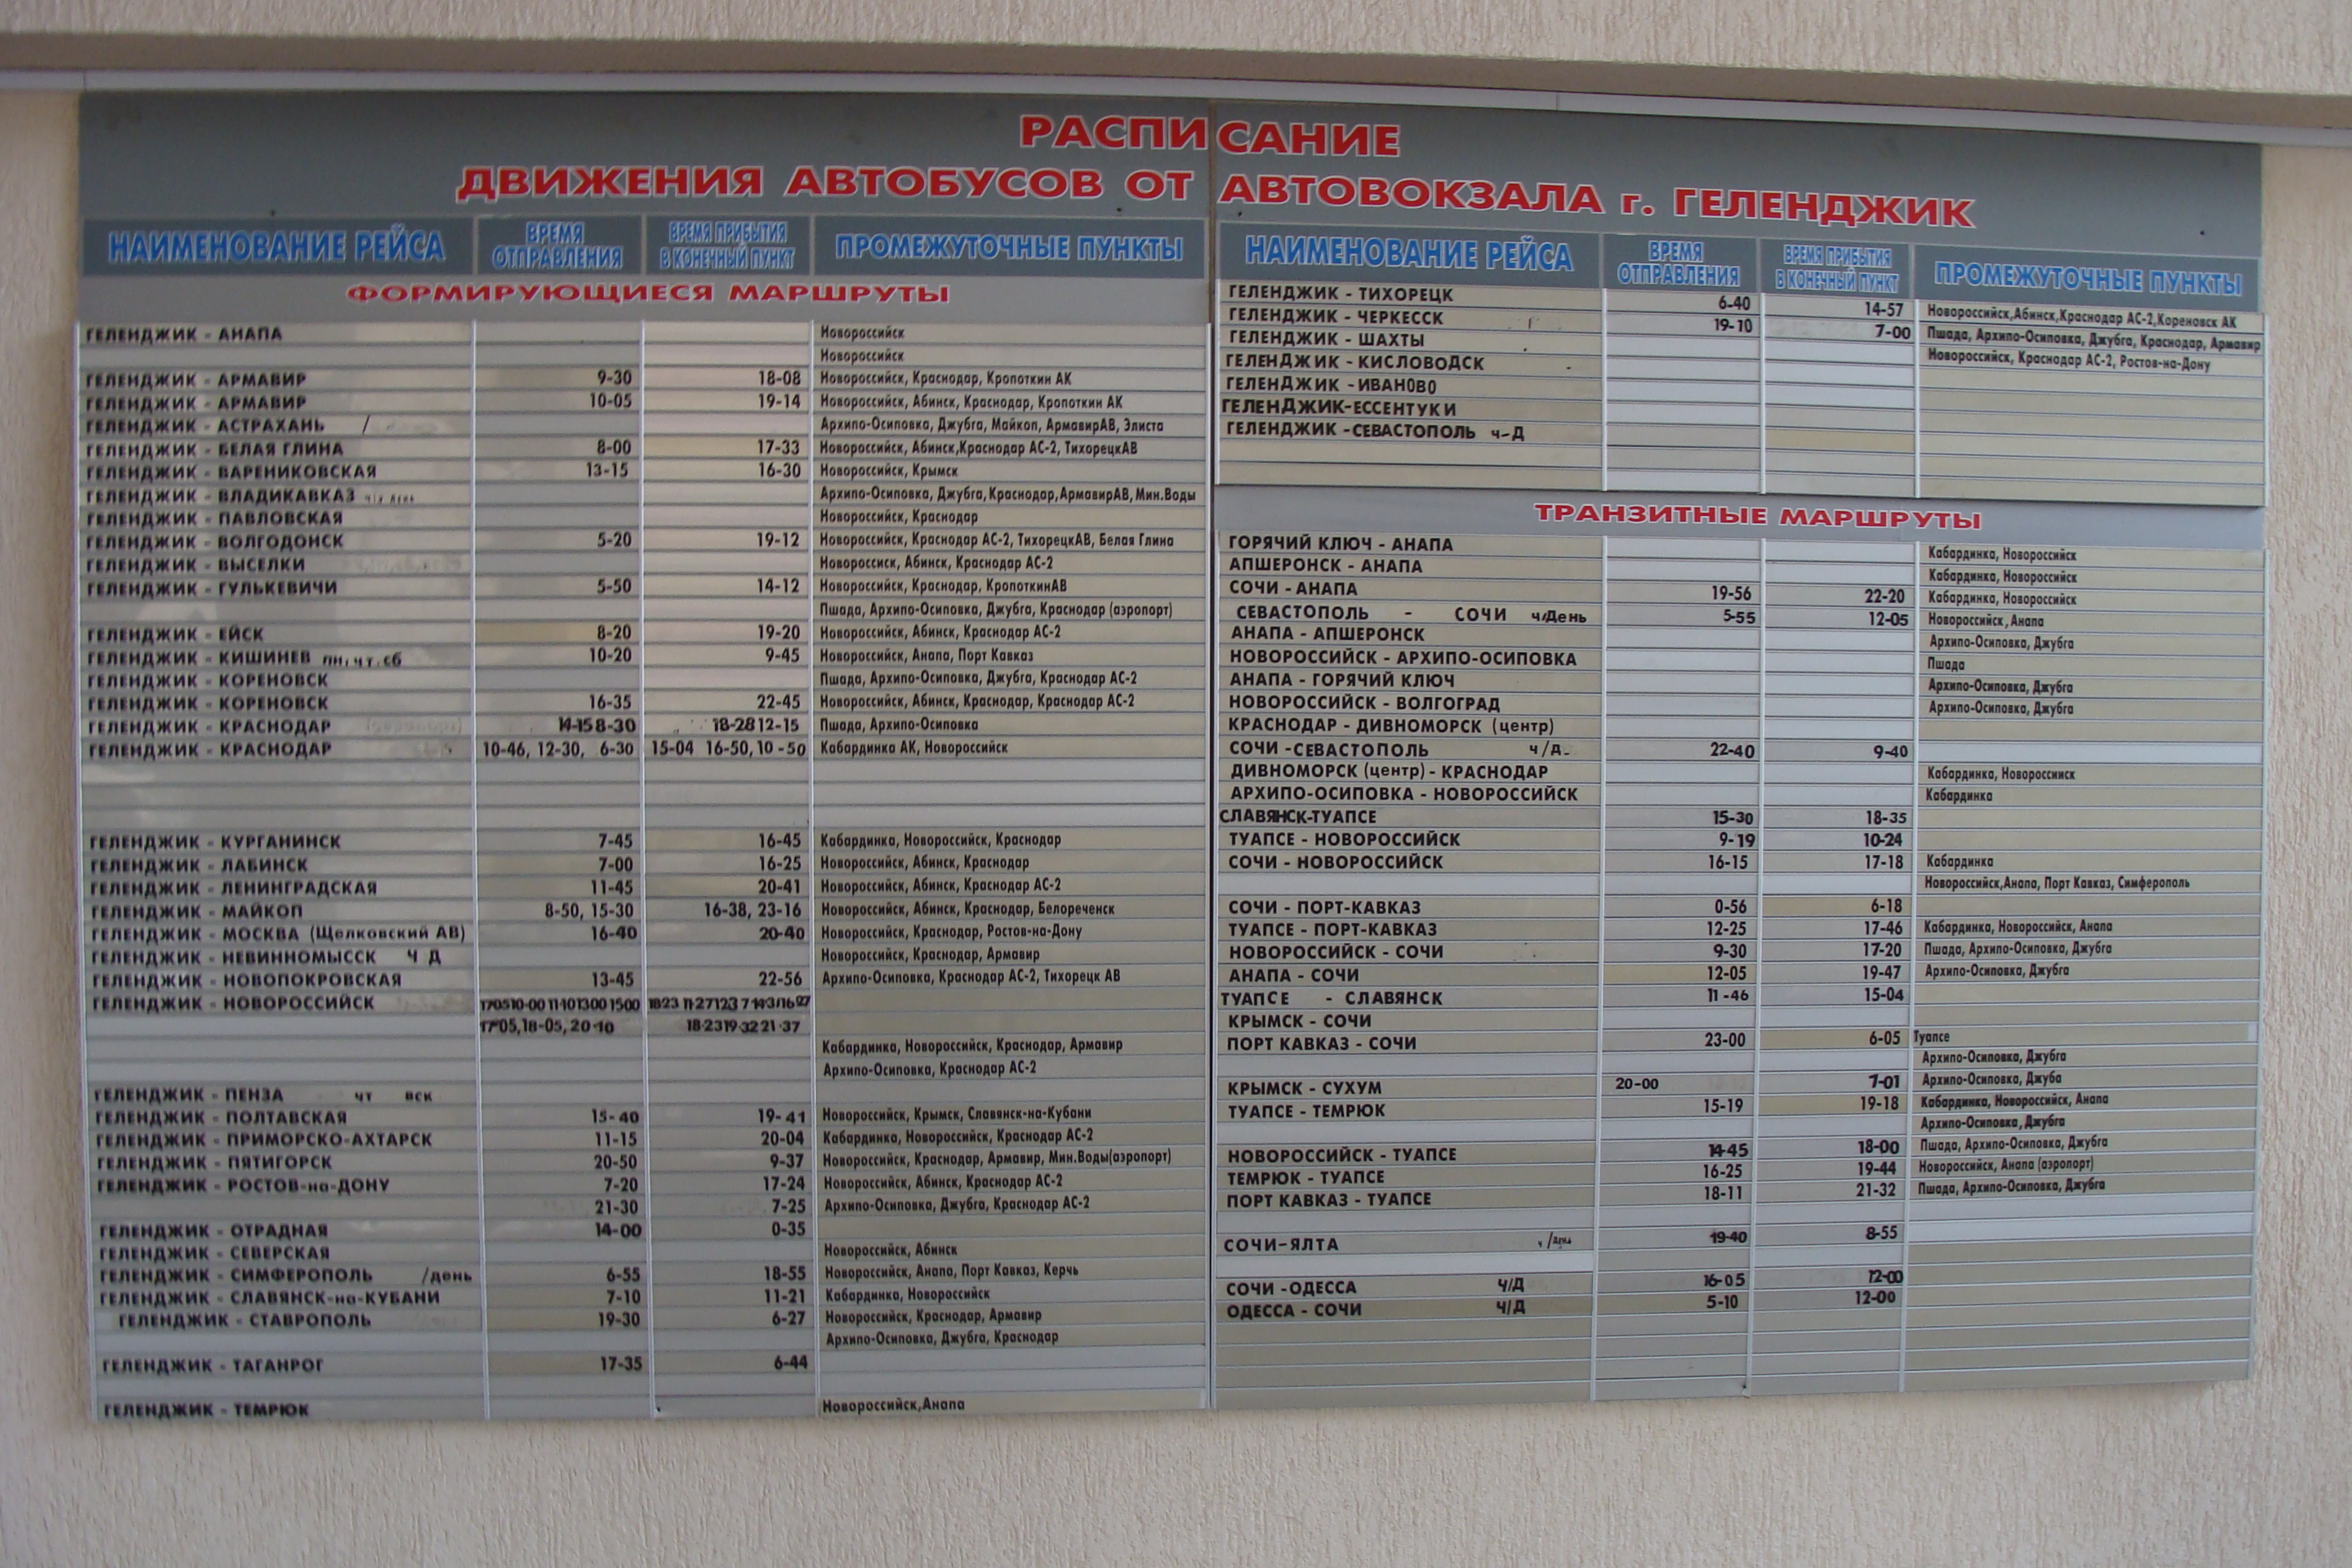 РАСПИСАНИЕ
ДВИЖЕНИЯ АВТОБУСОВ ОТ АВТОВОКЗАЛА г. ГЕЛЕНДЖИК
НАИМЕНОВАНИЕ РЕЙСА ВРЕМЯ ОТПРАВЛЕНИЯ ВРЕМЯ ПРИБЫТИЯ В КОНЕЧНЫЙ ПУНКТ ПРОМЕЖУТОЧНЫЕ ПУНКТЫ
ФОРМИРУЮЩИЕСЯ МАРШРУТЫ
ГЕЛЕНДЖИК - АНАПА Новороссийск
Новороссийск
ГЕЛЕНДЖИК - АРМАВИР 9-30 18-08 Новороссийск, Краснодар, Кропоткин АК
ГЕЛЕНДЖИК - АРМАВИР 10-05 19-14 Новороссийск, Абинск, Краснодар, Кропоткин АК
ГЕЛЕНДЖИК - АСТРАХАНЬ / Архипо-Осиповка, Джубга, Майкоп, АрмавирАВ, Элиста
ГЕЛЕНДЖИК - БЕЛАЯ ГЛИНА 8-00 17-33 Новороссийск, Абинск,Краснодар АС-2, ТихорецкАВ
ГЕЛЕНДЖИК - ВАРЕНИКОВСКАЯ 13-15 16-30 Новороссийск, Крымск
ГЕЛЕНДЖИК - ВЛАДИКАВКАЗ Архипо-Осиповка, Джубга,Краснодар,АрмавирАВ, Мин.Воды
ГЕЛЕНДЖИК - ПАВЛОВСКАЯ Новороссийск, Краснодар
ГЕЛЕНДЖИК - ВОЛГОДОНСК 5-20 19-12 Новороссийск, Краснодар АС-2, ТихорецкАВ, Белая Глина
ГЕЛЕНДЖИК - ВЫСЕЛКИ Новороссиск, Абинск, Краснодар АС-2
ГЕЛЕНДЖИК - ГУЛЬКЕВИЧИ 5-50 14-12 Новороссийск, Краснодар, КропоткинАВ
Пшада, Архипо-Осиповка, Джубга, Краснодар (аэропорт)
ГЕЛЕНДЖИК - ЕЙСК 8-20 19-20 Новороссийск, Абинск, Краснодар АС-2
ГЕЛЕНДЖИК - КИШИНЕВ пн, чт. сб 10-20 9-45 Новороссийск, Анапа, Порт Кавказ
ГЕЛЕНДЖИК - КОРЕНОВСК Пшада, Архипо-Осиповка, Джубга, Краснодар АС-2
ГЕЛЕНДЖИК - КОРЕНОВСК 16-35 22-45 Новороссийск, Абинск, Краснодар, Краснодар АС-2
ГЕЛЕНДЖИК - КРАСНОДАР 14-15 8-30 18-28 12-15 Пшада, Архипо-Осиповка
ГЕЛЕНДЖИК - КРАСНОДАР 10-46, 12-30, 6-30 15-04 16-50, 10-50 Кабардинка АК, Новороссийск
ГЕЛЕНДЖИК - КУРГАНИНСК 7-45 16-45 Кабардинка, Новороссийск, Краснодар
ГЕЛЕНДЖИК - ЛАБИНСК 7-00 16-25 Новороссийск, Абинск, Краснодар
ГЕЛЕНДЖИК - ЛЕНИНГРАДСКАЯ 11-45 20-41 Новороссийск, Абинск, Краснодар АС-2
ГЕЛЕНДЖИК - МАЙКОП 8-50, 15-30 16-38, 23-16 Новороссийск, Абинск, Краснодар, Белореченск
ГЕЛЕНДЖИК - МОСКВА (Щелковский АВ) 16-40 20-40 Новороссийск, Краснодар, Ростов-на-Дону
ГЕЛЕНДЖИК - НЕВИННОМЫССК Ч Д Новороссийск, Краснодар, Армавир
ГЕЛЕНДЖИК - НОВОПОКРОВСКАЯ 13-45 22-56 Архипо-Осиповка, Краснодар АС-2, Тихорецк АВ
ГЕЛЕНДЖИК - НОВОРОССИЙСК 1705 10-00 11-10 1300 1500 18-23 11-27
17-05,18-05, 20-10 18-23 19-32 21-37
Кабардинка, Новороссийск, Краснодар, Армавир
Архипо-Осиповка, Краснодар АС-2
ГЕЛЕНДЖИК - ПЕНЗА чт вск
ГЕЛЕНДЖИК - ПОЛТАВСКАЯ 15-40 19-41 Новороссийск, Крымск, Славянск-на-Кубани
ГЕЛЕНДЖИК - ПРИМОРСКО-АХТАРСК 11-15 20-04 Кабардинка, Новороссийск, Краснодар АС-2
ГЕЛЕНДЖИК - ПЯТИГОРСК 20-50 9-37 Новороссийск, Краснодар, Армавир, Мин.Воды(аэропорт)
ГЕЛЕНДЖИК - РОСТОВ-на-ДОНУ 7-20 17-24 Новороссийск, Абинск, Краснодар АС-2
21-30 7-25 Архипо-Осиповка, Джубга, Краснодар АС-2
ГЕЛЕНДЖИК - ОТРАДНАЯ 14-00 0-35
ГЕЛЕНДЖИК - СЕВЕРСКАЯ Новороссийск, Абинск
ГЕЛЕНДЖИК - СИМФЕРОПОЛЬ /день 6-55 18-55 Новороссийск, Анапа, Порт Кавказ, Керчь
ГЕЛЕНДЖИК - СЛАВЯНСК-на-КУБАНИ 7-10 11-21 Кабардинка, Новороссийск
ГЕЛЕНДЖИК - СТАВРОПОЛЬ 19-30 6-27 Новороссийск, Краснодар, Армавир
Архипо-Осиповка, Джубга, Краснодар
ГЕЛЕНДЖИК - ТАГАНРОГ 17-35 6-44
ГЕЛЕНДЖИК - ТЕМРЮК Новороссийск,Анапа
НАИМЕНОВАНИЕ РЕЙСА ВРЕМЯ ОТПРАВЛЕНИЯ ВРЕМЯ ПРИБЫТИЯ В КОНЕЧНЫЙ ПУНКТ ПРОМЕЖУТОЧНЫЕ ПУНКТЫ
ГЕЛЕНДЖИК - ТИХОРЕЦК 6-40 14-57 Новороссийск,Абинск,Краснодар АС-2,Кореновск АК
ГЕЛЕНДЖИК - ЧЕРКЕССК 19-10 7-00 Пшада, Архипо-Осиповка, Джубга, Краснодар, Армавир
ГЕЛЕНДЖИК - ШАХТЫ Новороссийск, Краснодар АС-2, Ростов-на-Дону
ГЕЛЕНДЖИК - КИСЛОВОДСК
ГЕЛЕНДЖИК - ИВАНОВО
ГЕЛЕНДЖИК-ЕССЕНТУКИ
ГЕЛЕНДЖИК - СЕВАСТОПОЛЬ ч-Д
ТРАНЗИТНЫЕ МАРШРУТЫ
ГОРЯЧИЙ КЛЮЧ - АНАПА Кабардинка, Новороссийск
АПШЕРОНСК - АНАПА Кабардинка, Новороссийск
СОЧИ - АНАПА 19-56 22-20 Кабардинка, Новороссийск
СЕВАСТОПОЛЬ - СОЧИ ч/День 5-55 12-05 Новороссийск, Анапа
АНАПА - АПШЕРОНСК Архипо-Осиповка, Джубга
НОВОРОССИЙСК - АРХИПО-ОСИПОВКА Пшада
АНАПА - ГОРЯЧИЙ КЛЮЧ Архипо-Осиповка, Джубга
НОВОРОССИЙСК - ВОЛГОГРАД Архипо-Осиповка, Джубга
КРАСНОДАР - ДИВНОМОРСК (центр)
СОЧИ - СЕВАСТОПОЛЬ ч/д. 22-40 9-40
ДИВНОМОРСК (центр) - КРАСНОДАР Кабардинка, Новороссийск
АРХИПО-ОСИПОВКА - НОВОРОССИЙСК Кабардинка
СЛАВЯНСК-ТУАПСЕ 15-30 18-35
ТУАПСЕ - НОВОРОССИЙСК 9-19 10-24
СОЧИ - НОВОРОССИЙСК 16-15 17-18 Кабардинка
Новороссийск,Анапа, Порт Кавказ, Симферополь
СОЧИ - ПОРТ-КАВКАЗ 0-56 6-18
ТУАПСЕ - ПОРТ-КАВКАЗ 12-25 17-46 Кабардинка, Новороссийск, Анапа
НОВОРОССИЙСК - СОЧИ 9-30 17-20 Пшада, Архипо-Осиповка, Джубга
АНАПА - СОЧИ 12-05 19-47 Архипо-Осиповка, Джубга
ТУАПСЕ - СЛАВЯНСК 11-46 15-04
КРЫМСК - СОЧИ
ПОРТ КАВКАЗ - СОЧИ 23-00 6-05 Туапсе
Архипо-Осиповка, Джубга
КРЫМСК - СУХУМ 20-00 7-01 Архипо-Осиповка, Джуба
ТУАПСЕ - ТЕМРЮК 15-19 19-18 Кабардинка, Новороссийск, Анапа
Архипо-Осиповка, Джубга
НОВОРОССИЙСК - ТУАПСЕ 14-45 18-00 Пшада, Архипо-Осиповка, Джубга
ТЕМРЮК - ТУАПСЕ 16-25 19-44 Новороссийск, Анапа (аэропорт)
ПОРТ КАВКАЗ - ТУАПСЕ 18-11 21-32 Пшада, Архипо-Осиповка, Джубга
СОЧИ-ЯЛТА ч/день 19-40 8-55
СОЧИ - ОДЕССА Ч/Д 16-05 12-00
ОДЕССА - СОЧИ Ч/Д 5-10 12-00